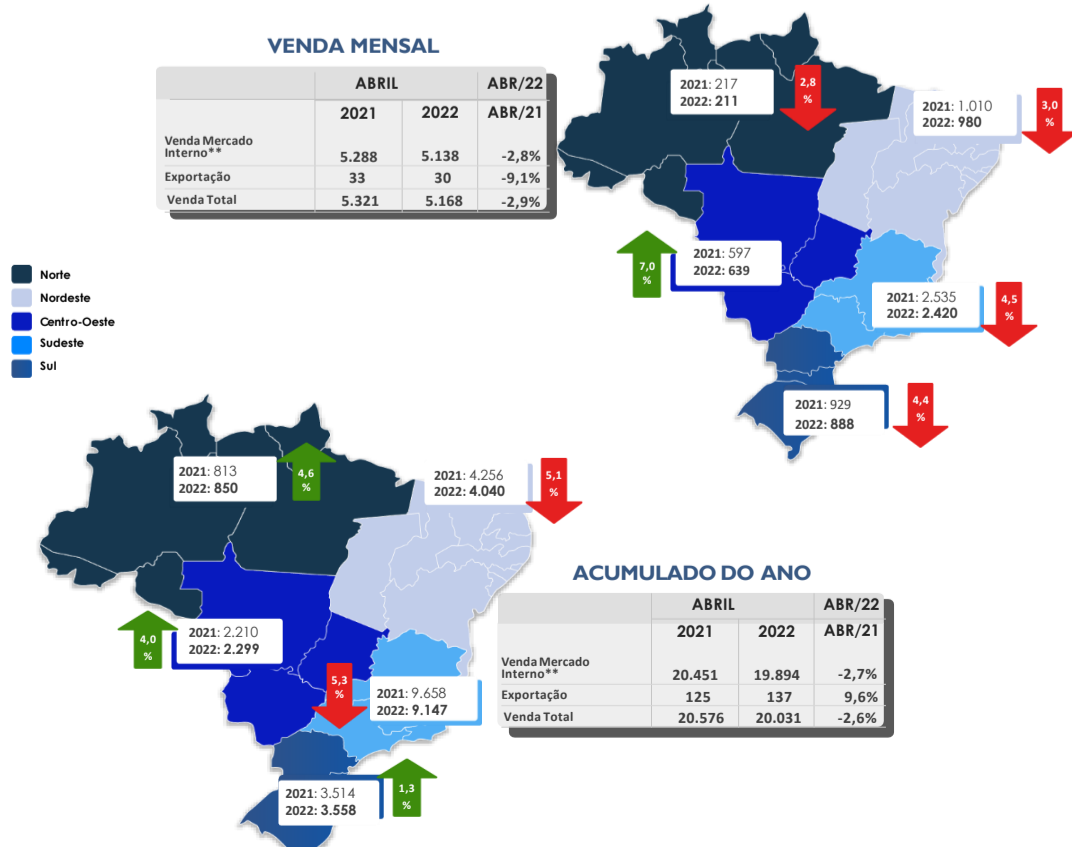 VENDA MENSAL
ABRIL ABR/22
2021 2022 ABR/21
Venda Mercado
Interno** 5.288 5.138 -2,8%
Exportação 33 30 -9,1%
Venda Total 5.321 5.168 -2,9%
2021: 217
2022: 211
2,8
%
2021: 1.010
2022: 980
3,0
%
7,0
%
2021: 597
2022: 639
2021: 2.535
2022: 2.420
4,5
%
2021: 929
2022: 888
4,4
%
Norte
Nordeste
Centro-Oeste
Sudeste
Sul
2021: 813
2022: 850
4,6
%
2021: 4.256
2022: 4.040
5,1
%
4,0
%
2021: 2.210
2022: 2.299
5,3
%
2021: 9.658
2022: 9.147
2021: 3.514
2022: 3.558
1,3
%
ACUMULADO DO ANO
ABRIL ABR/22
2021 2022 ABR/21
Venda Mercado
Interno** 20.451 19.894 -2,7%
Exportação 125 137 9,6%
Venda Total 20.576 20.031 -2,6%